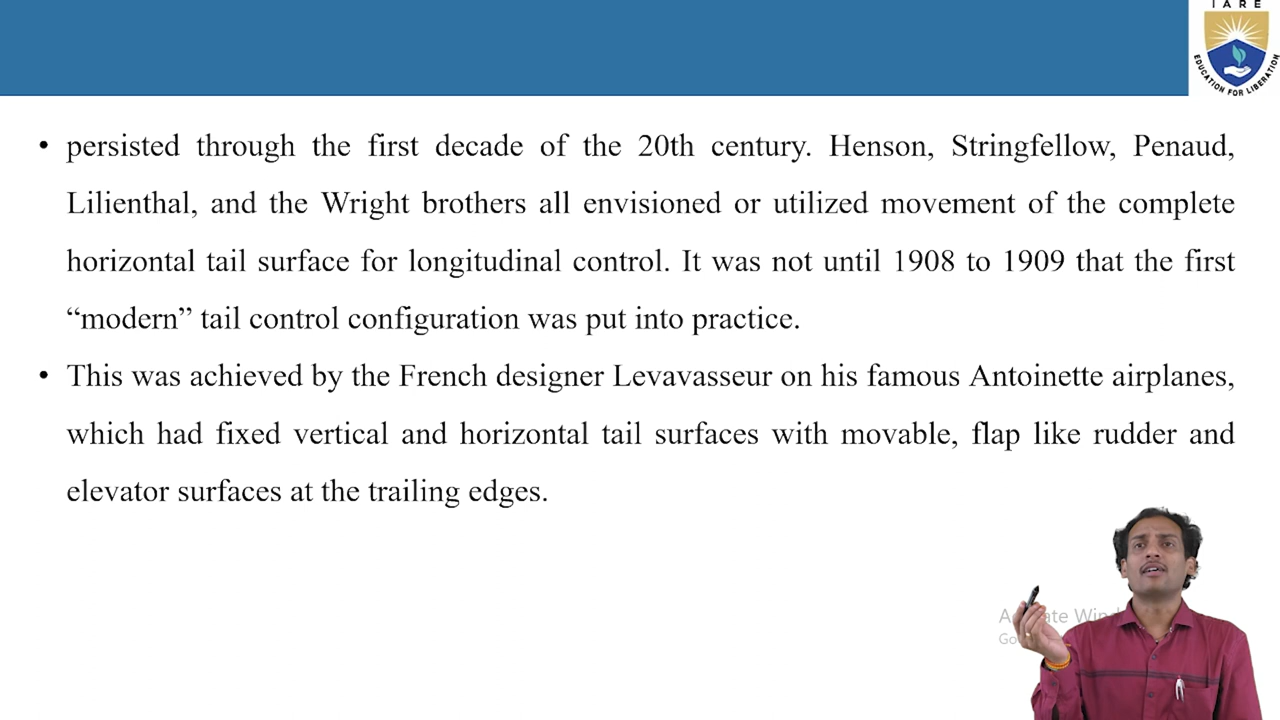 IARE
EDUCATION FOR LIBERATION
• persisted through the first decade of the 20th century. Henson, Stringfellow, Penaud,
Lilienthal, and the Wright brothers all envisioned or utilized movement of the complete
horizontal tail surface for longitudinal control. It was not until 1908 to 1909 that the first
“modern” tail control configuration was put into practice.
• This was achieved by the French designer Levavasseur on his famous Antoinette airplanes,
which had fixed vertical and horizontal tail surfaces with movable, flap like rudder and
elevator surfaces at the trailing edges.